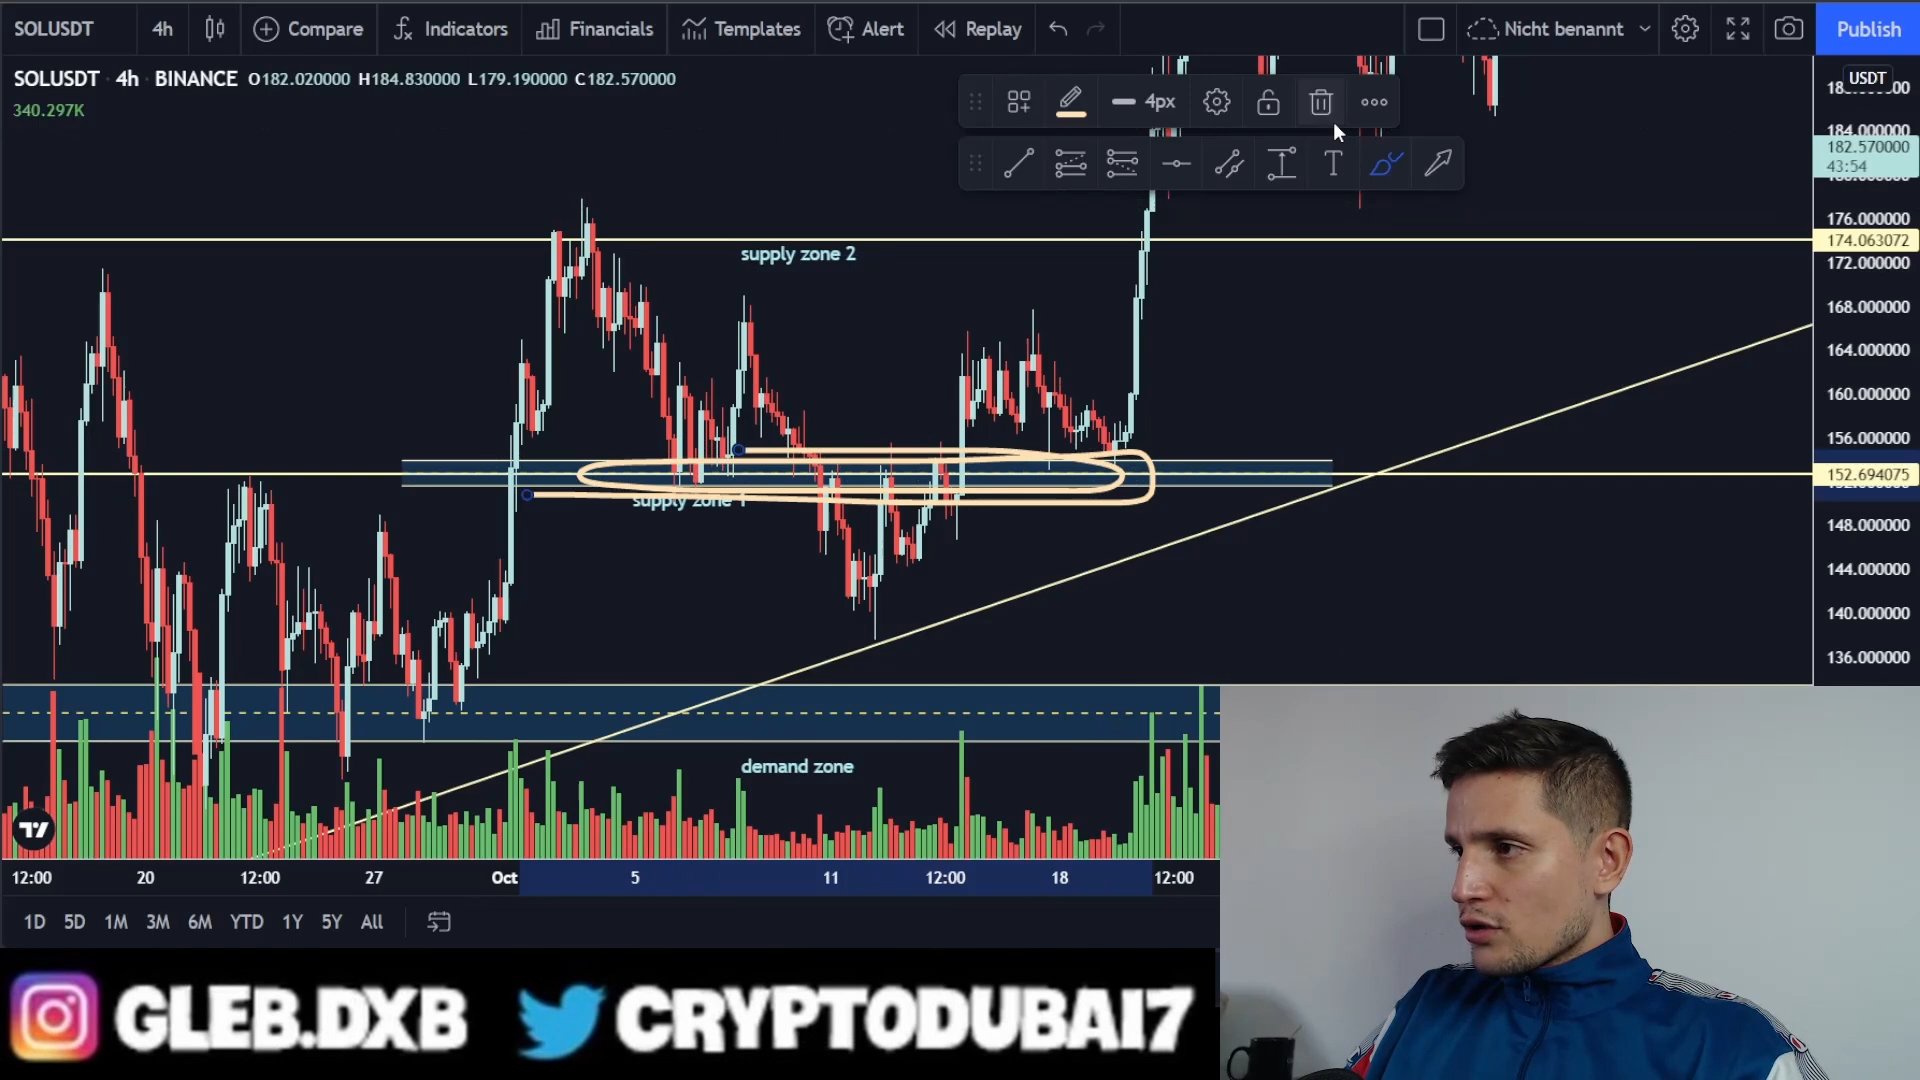 SOLUSDT 4h Compare Indicators Financials Templates Alert Replay Nicht benannt Publish
SOLUSDT · 4h · BINANCE O182.020000 H184.830000 L179.190000 C182.570000
340.297K
4px
T
USDT
184.000000
182.570000
43:54
176.000000
174.063072
172.000000
168.000000
164.000000
160.000000
156.000000
152.694075
148.000000
144.000000
140.000000
136.000000
supply zone 2
supply zone 1
demand zone
12:00 20 12:00 27 Oct 5 11 12:00 18 12:00
1D 5D 1M 3M 6M YTD 1Y 5Y All
GLEB.DXB CRYPTODUBAI7